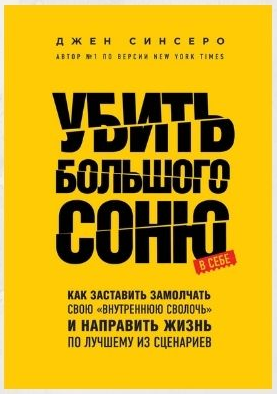 ДЖЕН СИНСЕРО
АВТОР №1 ПО ВЕРСИИ NEW YORK TIMES
УБИТЬ
БОЛЬШОГО
СОНЮ
В СЕБЕ
КАК ЗАСТАВИТЬ ЗАМОЛЧАТЬ
СВОЮ «ВНУТРЕННЮЮ СВОЛОЧЬ»
И НАПРАВИТЬ ЖИЗНЬ
ПО ЛУЧШЕМУ ИЗ СЦЕНАРИЕВ